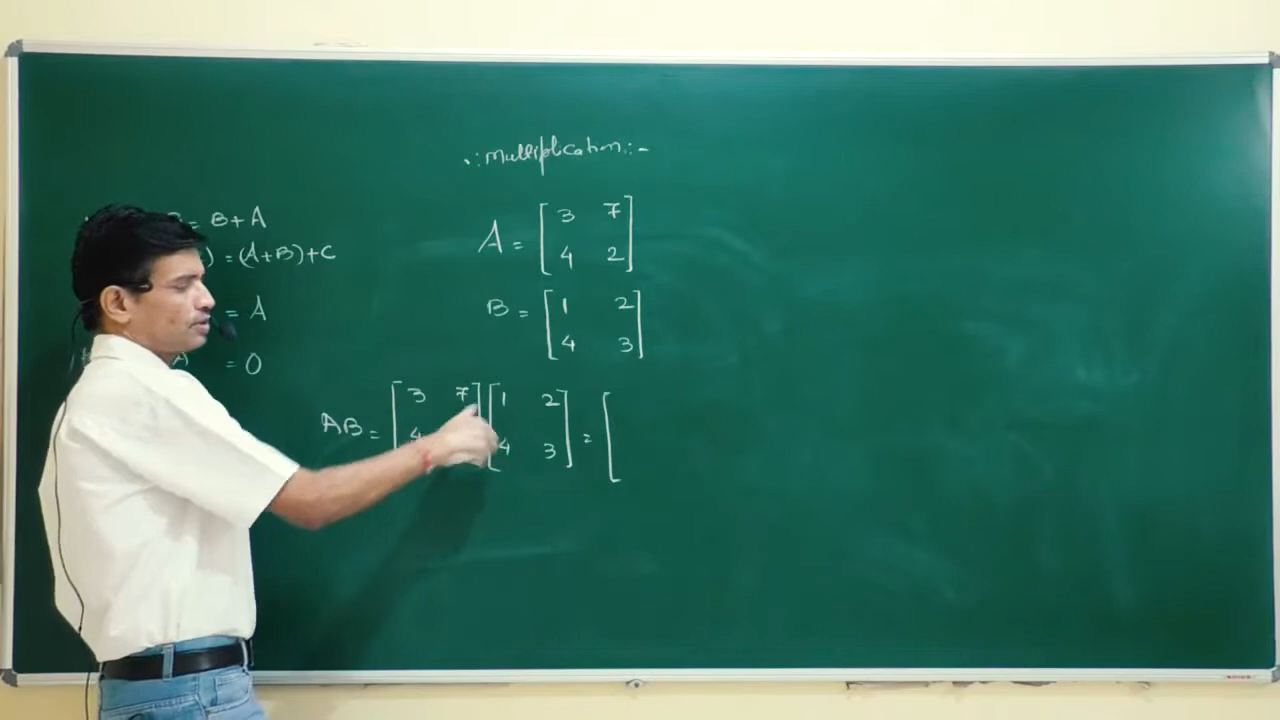 ∴ multiplication :-
= B+A
) = (A+B)+C
= A
A) = 0
A = [ 3 7
4 2 ]
B = [ 1 2
4 3 ]
AB = [ 3 7 ] [ 1 2 ] = [
4 4 3